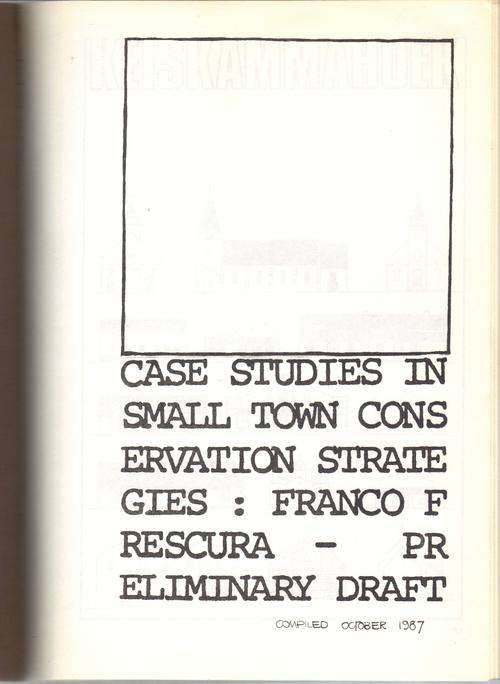 CASE STUDIES IN
SMALL TOWN CONS
ERVATION STRATE
GIES : FRANCO F
RESCURA - PR
ELIMINARY DRAFT
COMPILED OCTOBER 1987